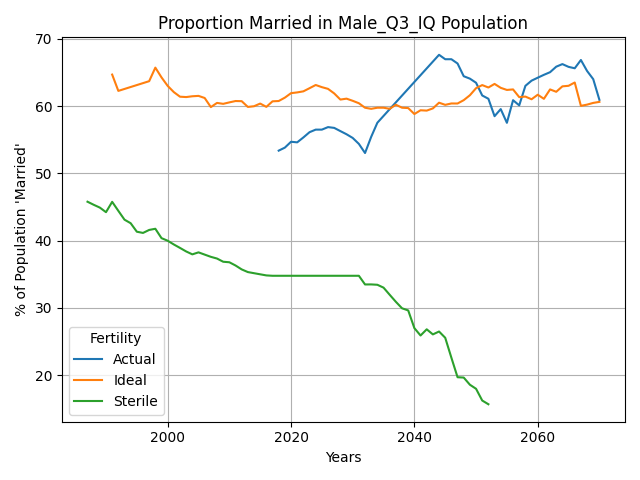 Proportion Married in Male_Q3_IQ Population
% of Population 'Married'
70
60
50
40
30
20
Fertility
Actual
Ideal
Sterile
2000 2020 2040 2060
Years